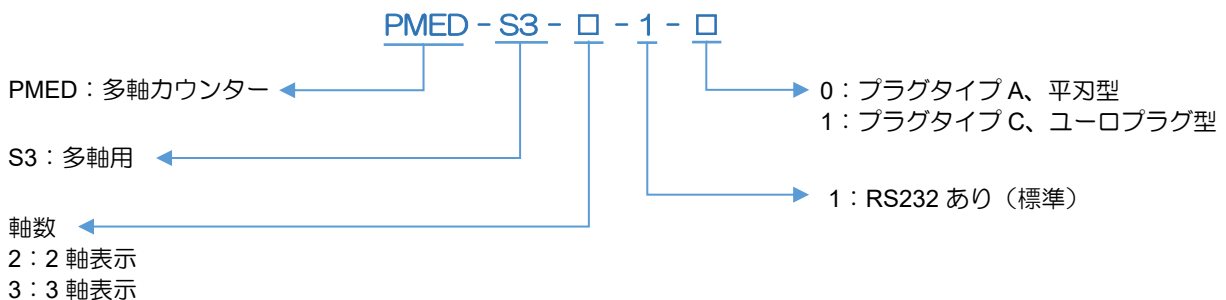 PMED-S3-□-1-□
PMED：多軸カウンター
S3：多軸用
軸数
2：2 軸表示
3：3 軸表示
0：プラグタイプ A、平刃型
1：プラグタイプ C、ユーロプラグ型
1：RS232 あり（標準）